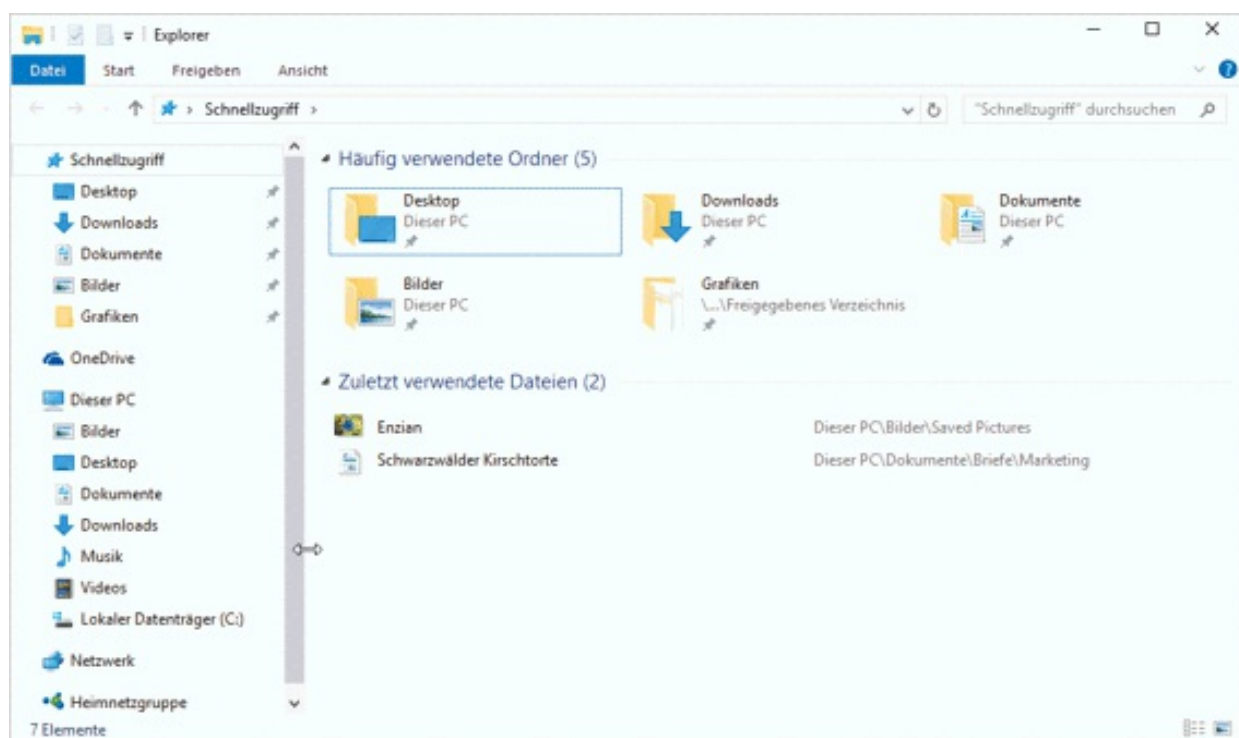 Explorer
Datei Start Freigeben Ansicht
Schnellzugriff
"Schnellzugriff" durchsuchen
Schnellzugriff
Desktop
Downloads
Dokumente
Bilder
Grafiken
OneDrive
Dieser PC
Bilder
Desktop
Dokumente
Downloads
Musik
Videos
Lokaler Datenträger (C:)
Netzwerk
Heimnetzgruppe
Häufig verwendete Ordner (5)
Desktop
Dieser PC
Downloads
Dieser PC
Dokumente
Dieser PC
Bilder
Dieser PC
Grafiken
\...\Freigegebenes Verzeichnis
Zuletzt verwendete Dateien (2)
Enzian Dieser PC\Bilder\Saved Pictures
Schwarzwälder Kirschtorte Dieser PC\Dokumente\Briefe\Marketing
7 Elemente